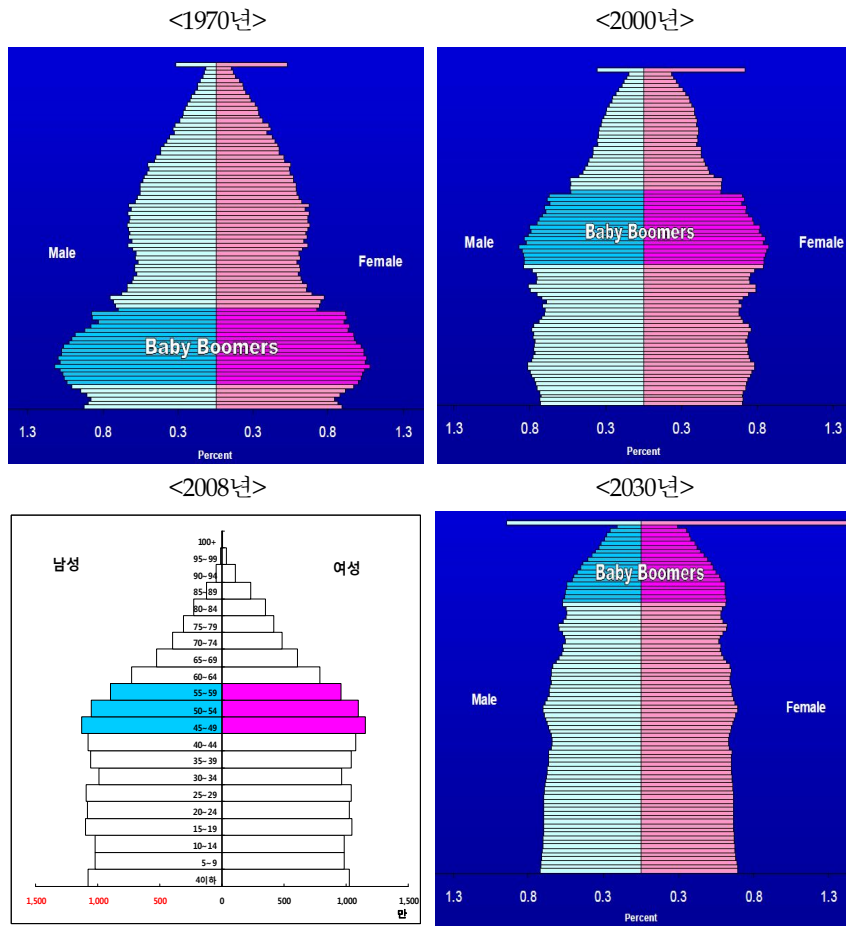 <1970년>
Male
Female
Baby Boomers
1.3 0.8 0.3 0.3 0.8 1.3
Percent
<2000년>
Male
Female
Baby Boomers
1.3 0.8 0.3 0.3 0.8 1.3
Percent
<2008년>
남성
여성
100+
95~99
90~94
85~89
80~84
75~79
70~74
65~69
60~64
55~59
50~54
45~49
40~44
35~39
30~34
25~29
20~24
15~19
10~14
5~9
4이하
1,500 1,000 500 0 500 1,000 1,500
만
<2030년>
Baby Boomers
Male
Female
1.3 0.8 0.3 0.3 0.8 1.3
Percent